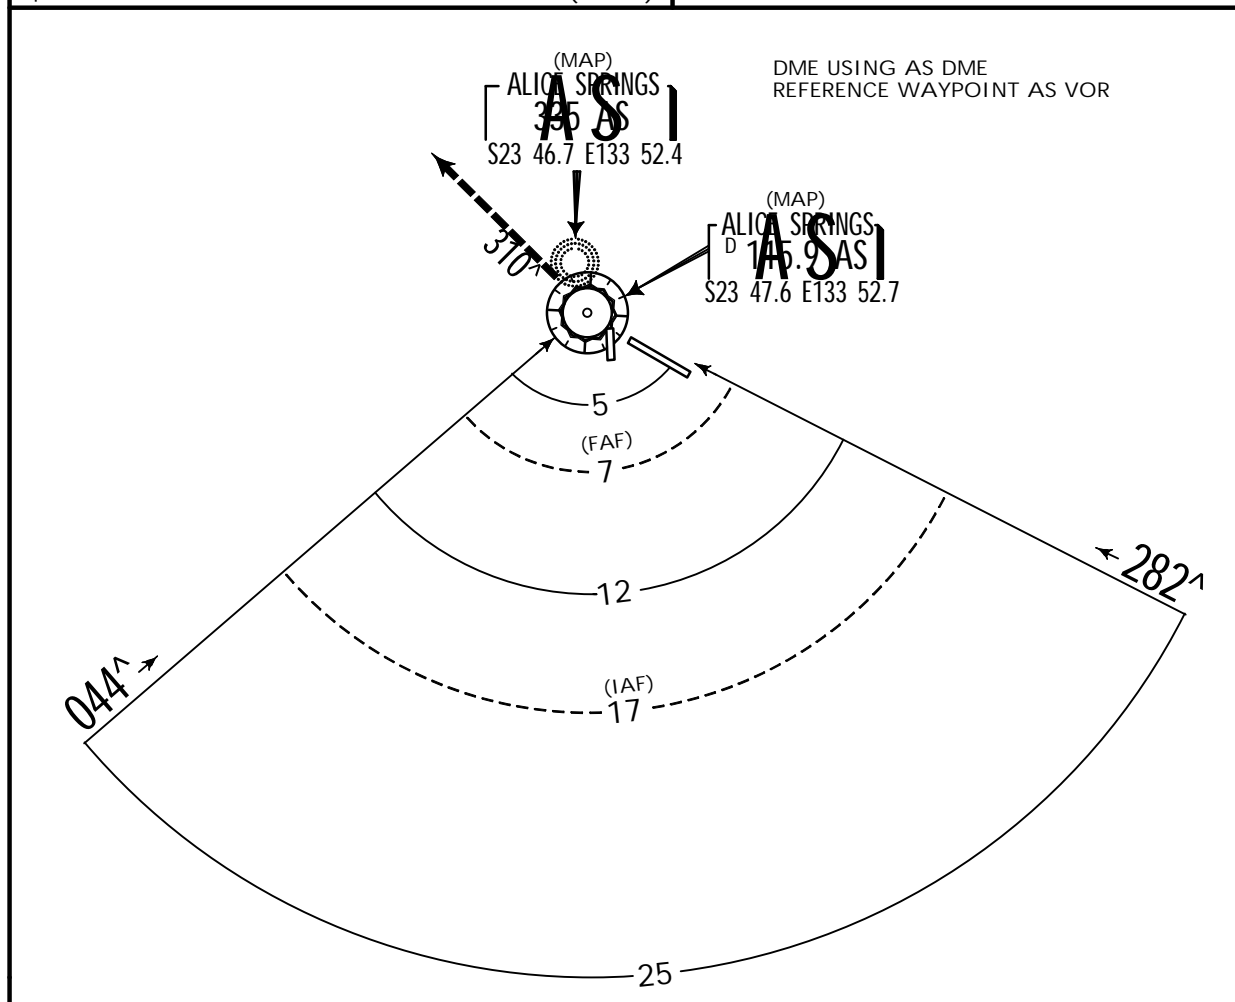 (MAP)
ALICE SPRINGS
335 AS
S23 46.7 E133 52.4
DME USING AS DME
REFERENCE WAYPOINT AS VOR
(MAP)
ALICE SPRINGS
D 115.9 AS
S23 47.6 E133 52.7
310^
5
(FAF)
7
12
282^
(IAF)
17
044^
25